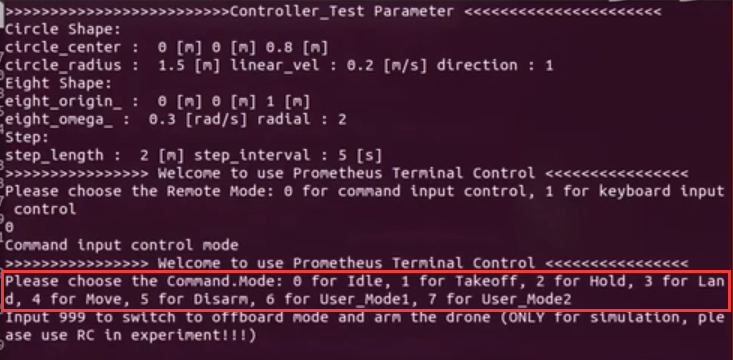 >>>>>>>>>>>>>>>>>>>>>>>>>Controller_Test Parameter <<<<<<<<<<<<<<<<<<<<<<
Circle Shape:
circle_center :  0 [m] 0 [m] 0.8 [m]
circle_radius :  1.5 [m] linear_vel : 0.2 [m/s] direction : 1
Eight Shape:
eight_origin_ :  0 [m] 0 [m] 1 [m]
eight_omega_ :  0.3 [rad/s] radial : 2
Step:
step_length :  2 [m] step_interval : 5 [s]
>>>>>>>>>>>>>>>> Welcome to use Prometheus Terminal Control <<<<<<<<<<<<<<<<
Please choose the Remote Mode: 0 for command input control, 1 for keyboard input
 control
0
Command input control mode
>>>>>>>>>>>>>>>> Welcome to use Prometheus Terminal Control <<<<<<<<<<<<<<<<
Please choose the Command.Mode: 0 for Idle, 1 for Takeoff, 2 for Hold, 3 for Lan
d, 4 for Move, 5 for Disarm, 6 for User_Mode1, 7 for User_Mode2
Input 999 to switch to offboard mode and arm the drone (ONLY for simulation, ple
ase use RC in experiment!!!)